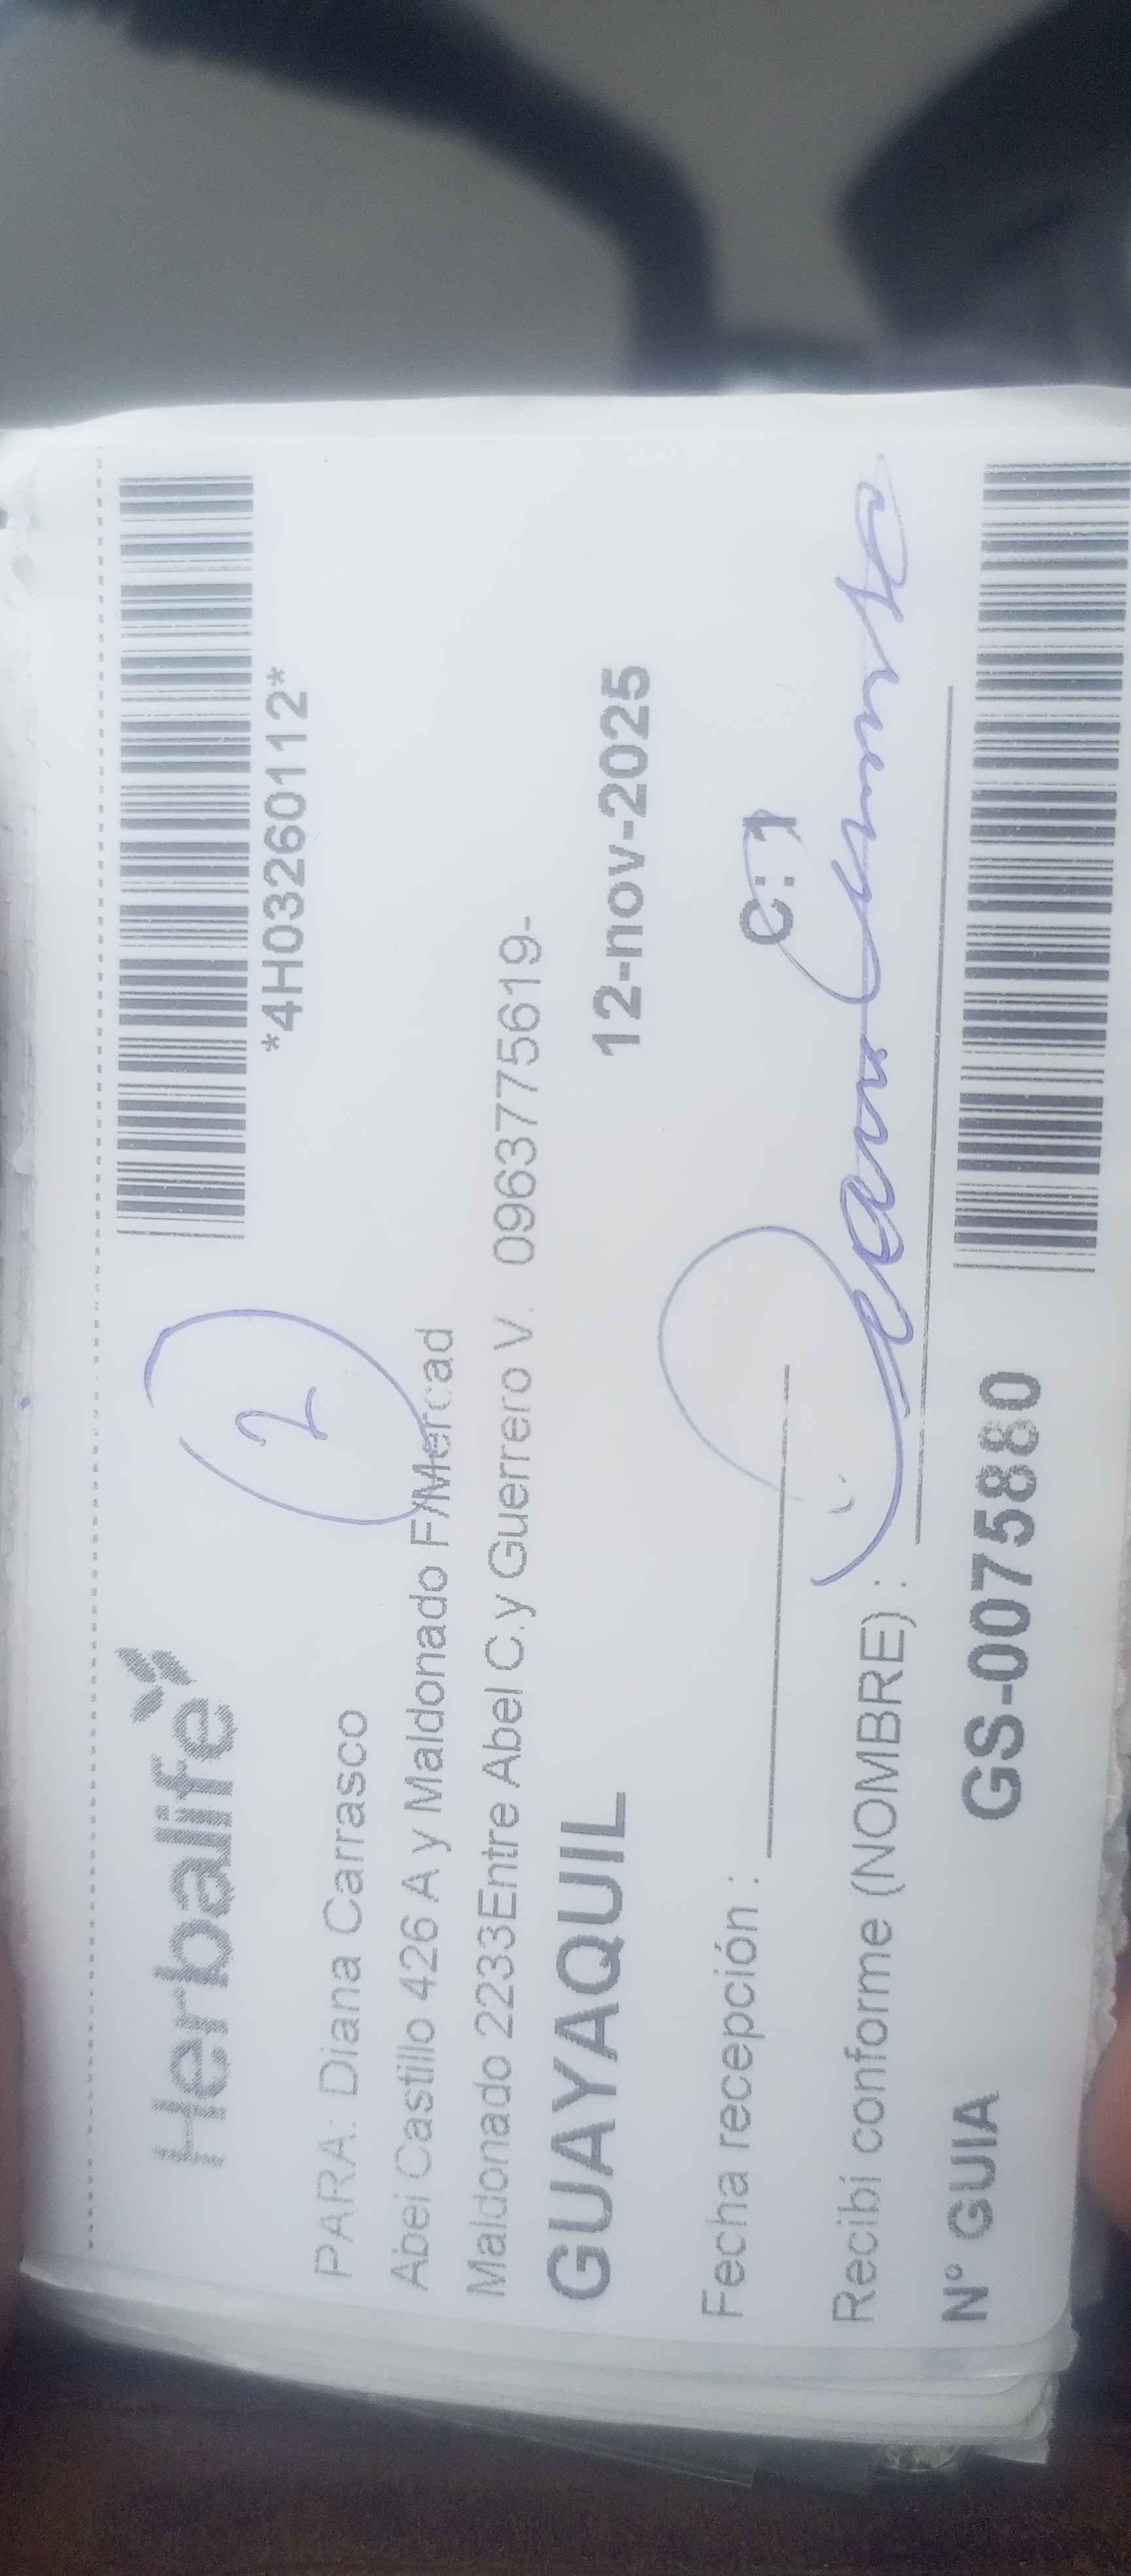 Herbalife
*4H03260112*
2
PARA: Diana Carrasco
Abel Castillo 426 A y Maldonado F/Mercad
Maldonado 2233Entre Abel C.y Guerrero V. 0963775619-
GUAYAQUIL 12-nov-2025
Fecha recepción : C: 1
Recibí conforme (NOMBRE) :
N° GUIA GS-0075880